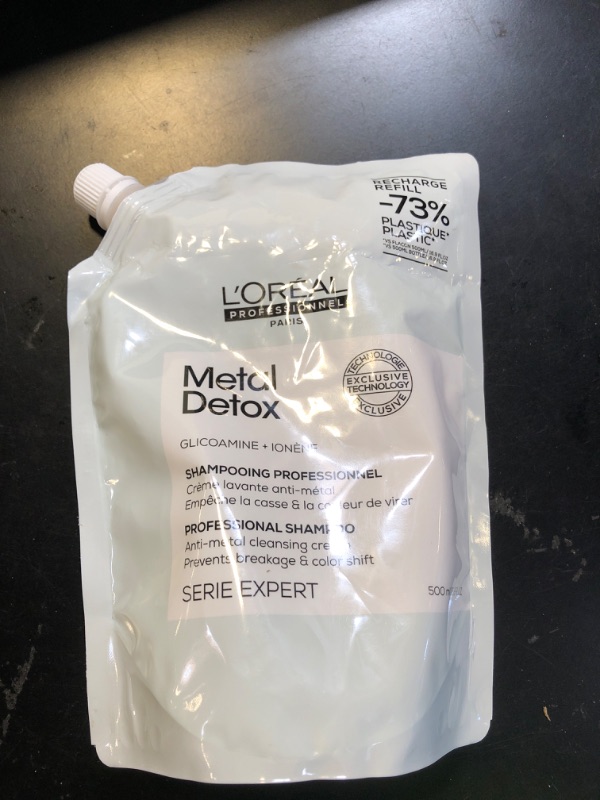 RECHARGE
REFILL
-73%
PLASTIQUE*
PLASTIC*
L'ORÉAL
PROFESSIONNEL
PARIS
Metal
Detox
TECHNOLOGIE
EXCLUSIVE
TECHNOLOGY
EXCLUSIVE
GLICOAMINE + IONÈNE
SHAMPOOING PROFESSIONNEL
Crème lavante anti-métal
Empêche la casse & la couleur de virer
PROFESSIONAL SHAMPOO
Anti-metal cleansing cream
Prevents breakage & color shift
SERIE EXPERT
500